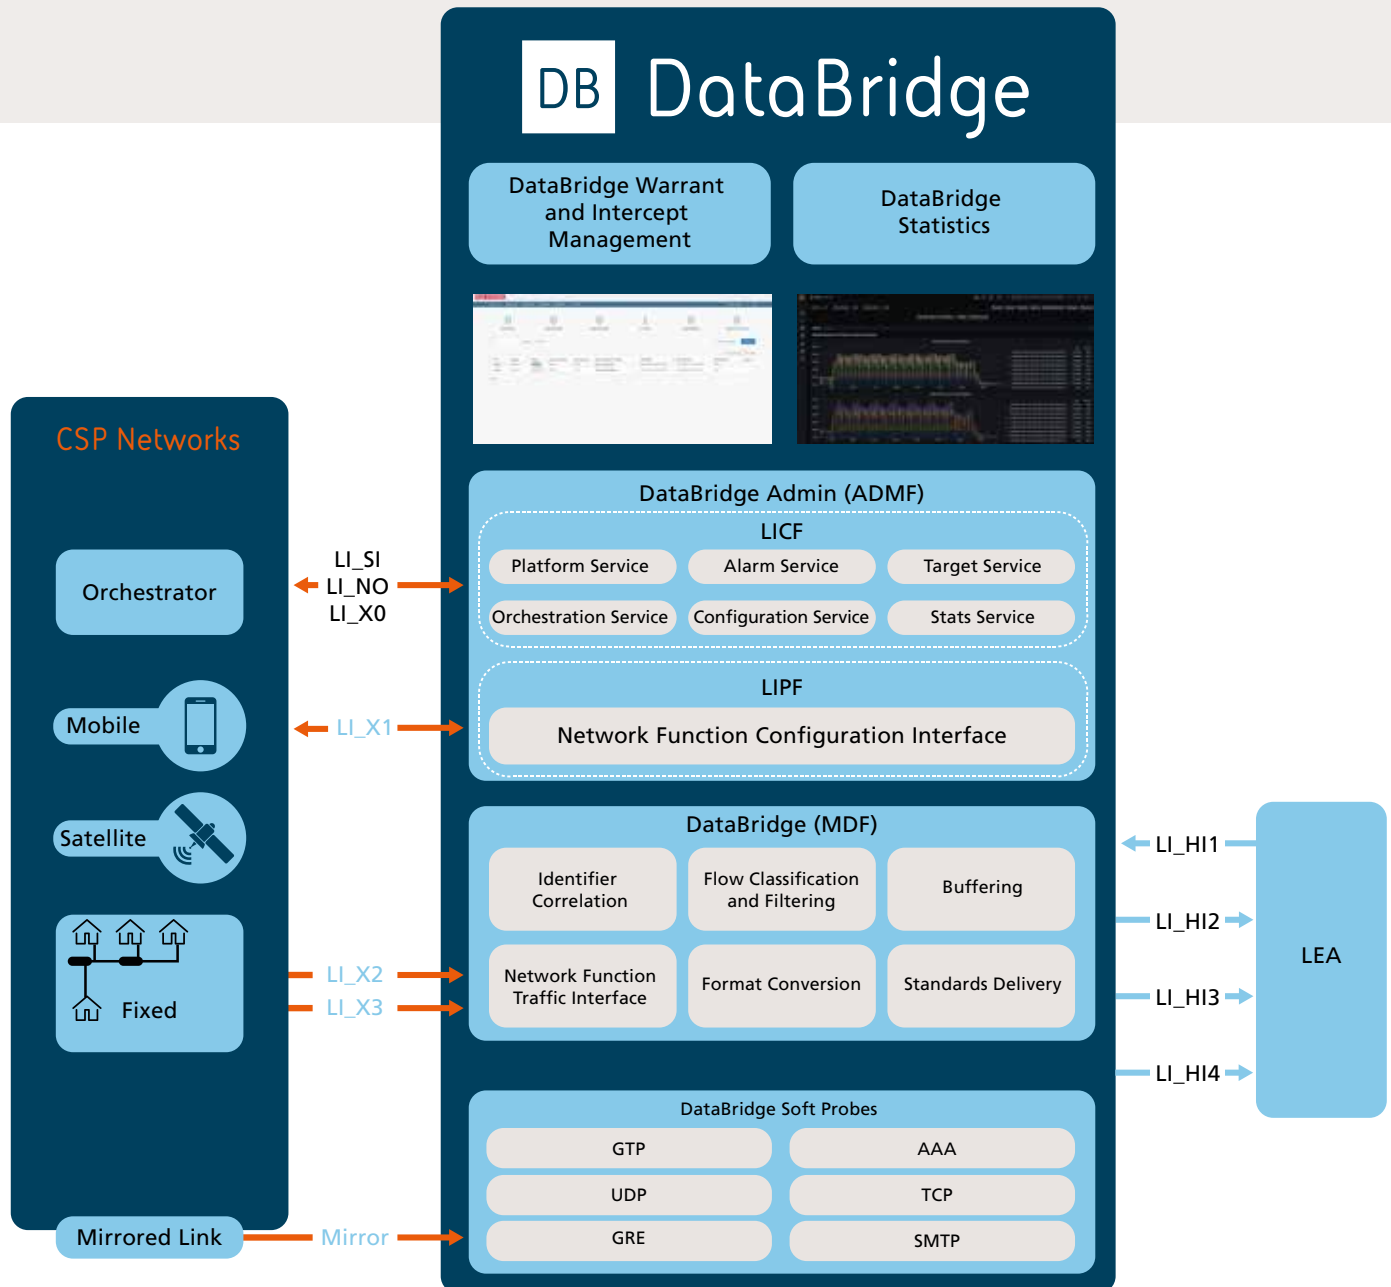 DB DataBridge
DataBridge Warrant
and Intercept
Management
DataBridge
Statistics
CSP Networks
Orchestrator
Mobile
Satellite
Fixed
Mirrored Link
LI_SI
LI_NO
LI_X0
LI_X1
LI_X2
LI_X3
Mirror
DataBridge Admin (ADMF)
LICF
Platform Service
Alarm Service
Target Service
Orchestration Service
Configuration Service
Stats Service
LIPF
Network Function Configuration Interface
DataBridge (MDF)
Identifier
Correlation
Flow Classification
and Filtering
Buffering
Network Function
Traffic Interface
Format Conversion
Standards Delivery
DataBridge Soft Probes
GTP
AAA
UDP
TCP
GRE
SMTP
LI_HI1
LI_HI2
LI_HI3
LI_HI4
LEA